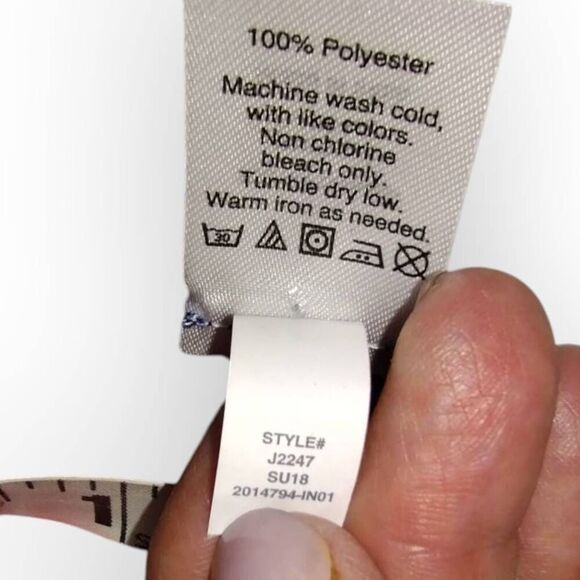 100% Polyester
Machine wash cold,
with like colors.
Non chlorine
bleach only.
Tumble dry low.
Warm iron as needed.
30
STYLE#
J2247
SU18
2014794-IN01
1